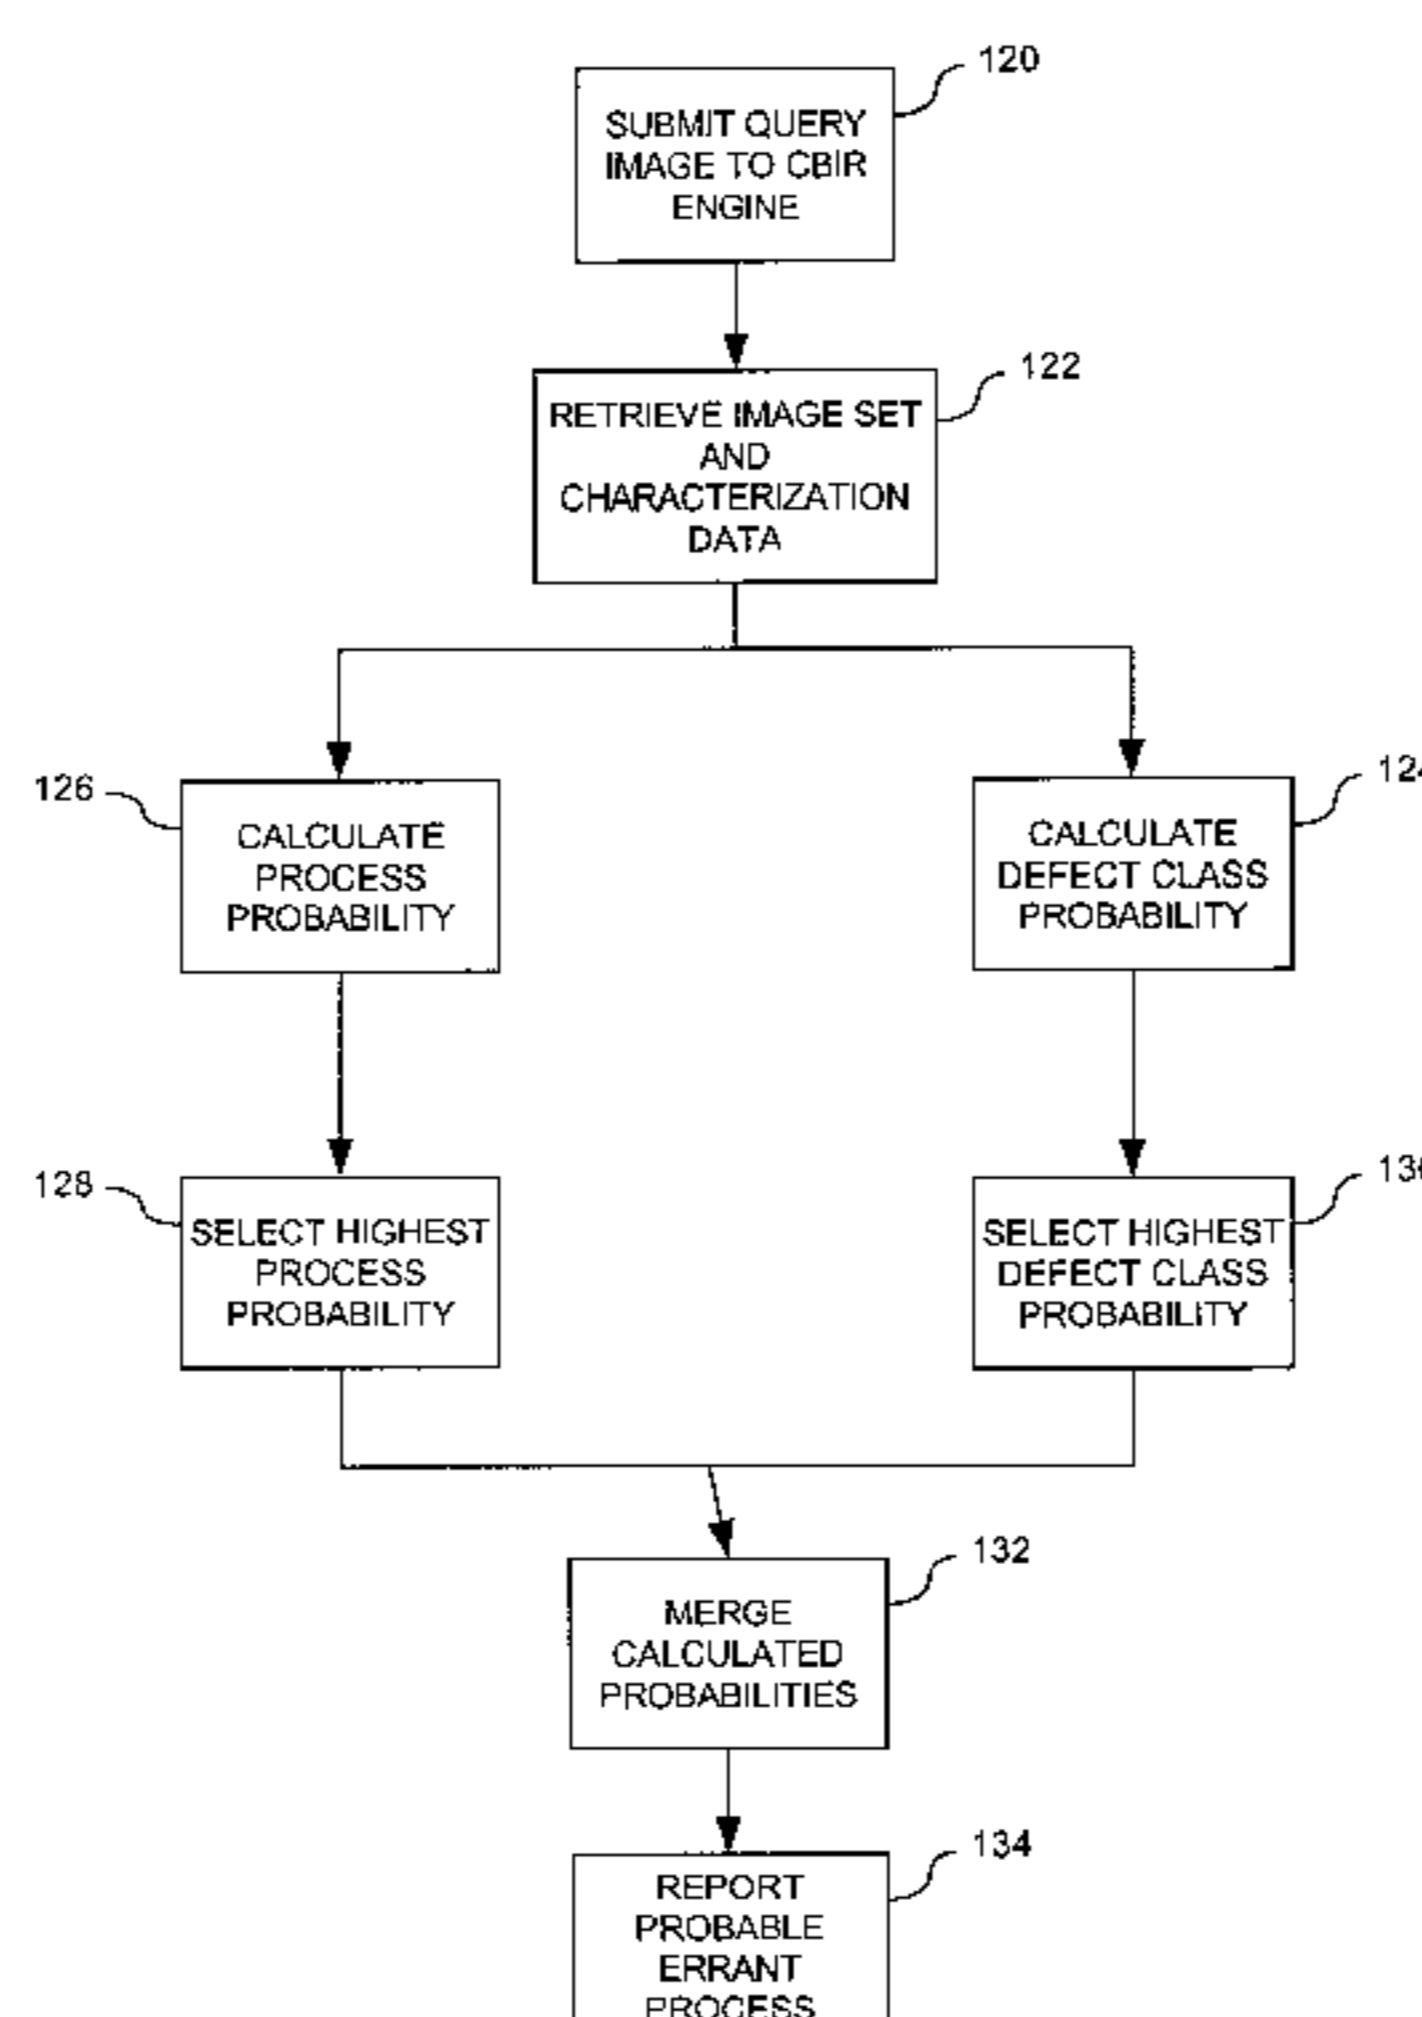 120
SUBMIT QUERY
IMAGE TO CBIR
ENGINE
122
RETRIEVE IMAGE SET
AND
CHARACTERIZATION
DATA
126
CALCULATE
PROCESS
PROBABILITY
CALCULATE
DEFECT CLASS
PROBABILITY
128
SELECT HIGHEST
PROCESS
PROBABILITY
SELECT HIGHEST
DEFECT CLASS
PROBABILITY
132
MERGE
CALCULATED
PROBABILITIES
134
REPORT
PROBABLE
ERRANT
PROCESS